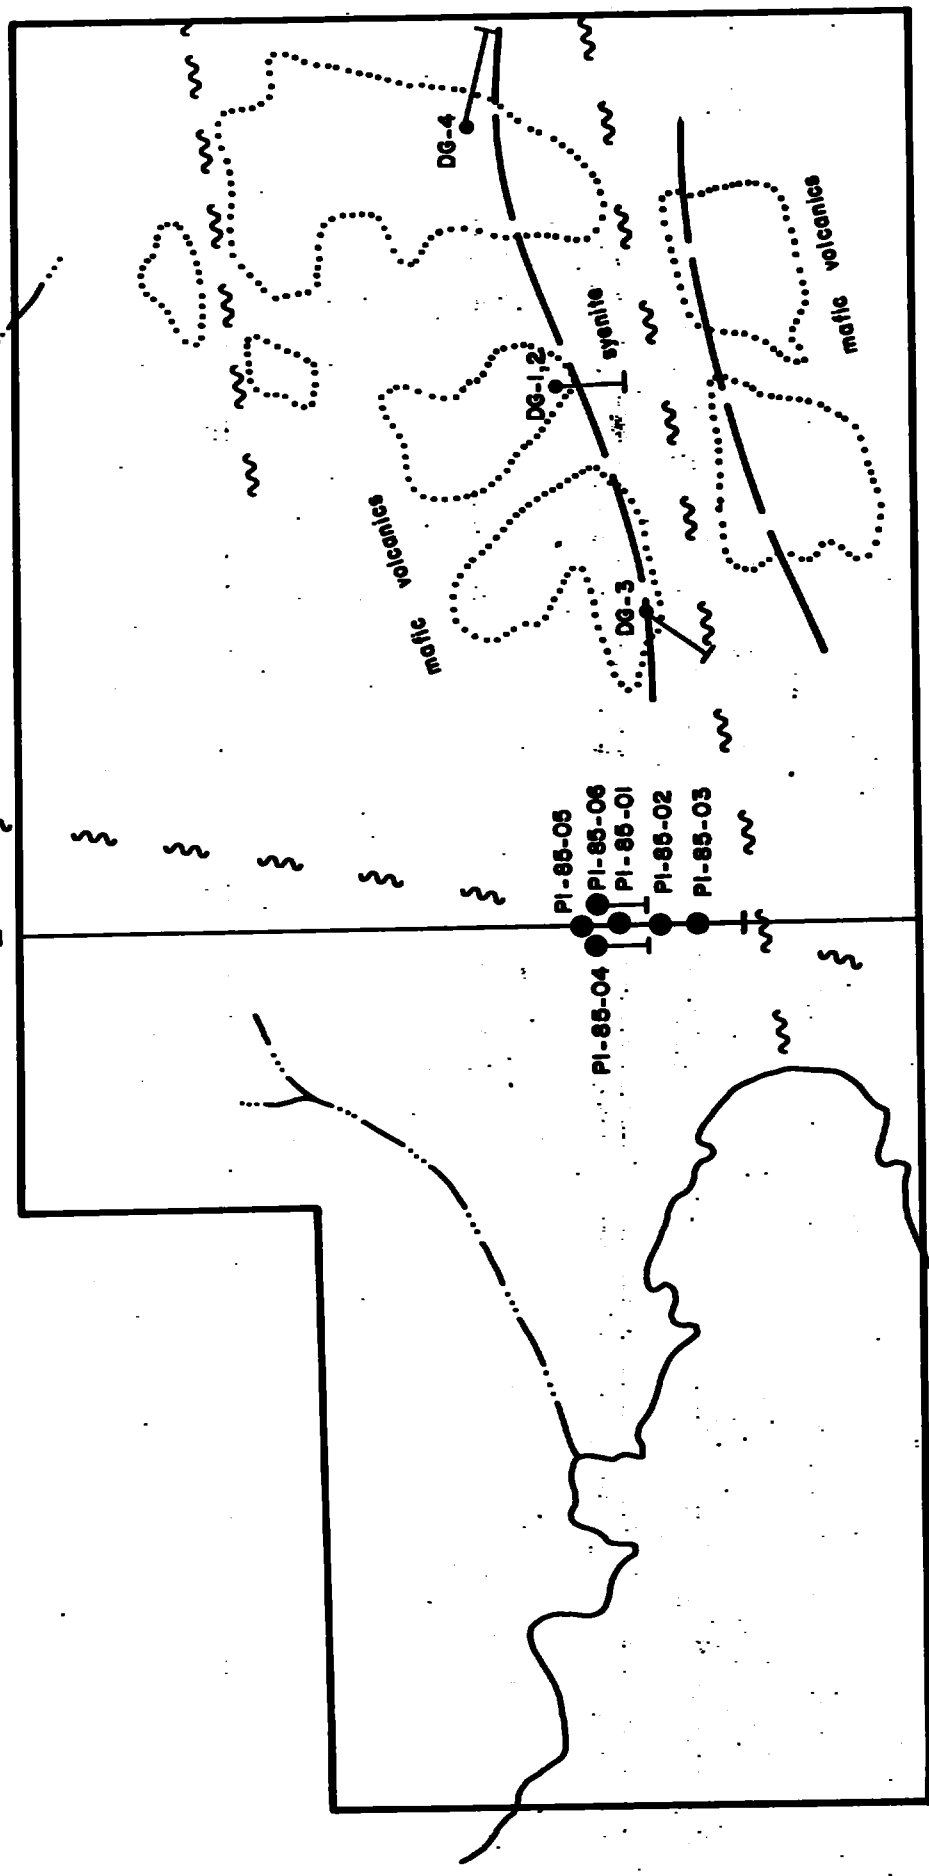 DG-4
mafic volcanics
syenite
DG-1,2
mafic volcanics
DG-3
PI-85-05
PI-85-06
PI-85-01
PI-85-02
PI-85-03
PI-85-04